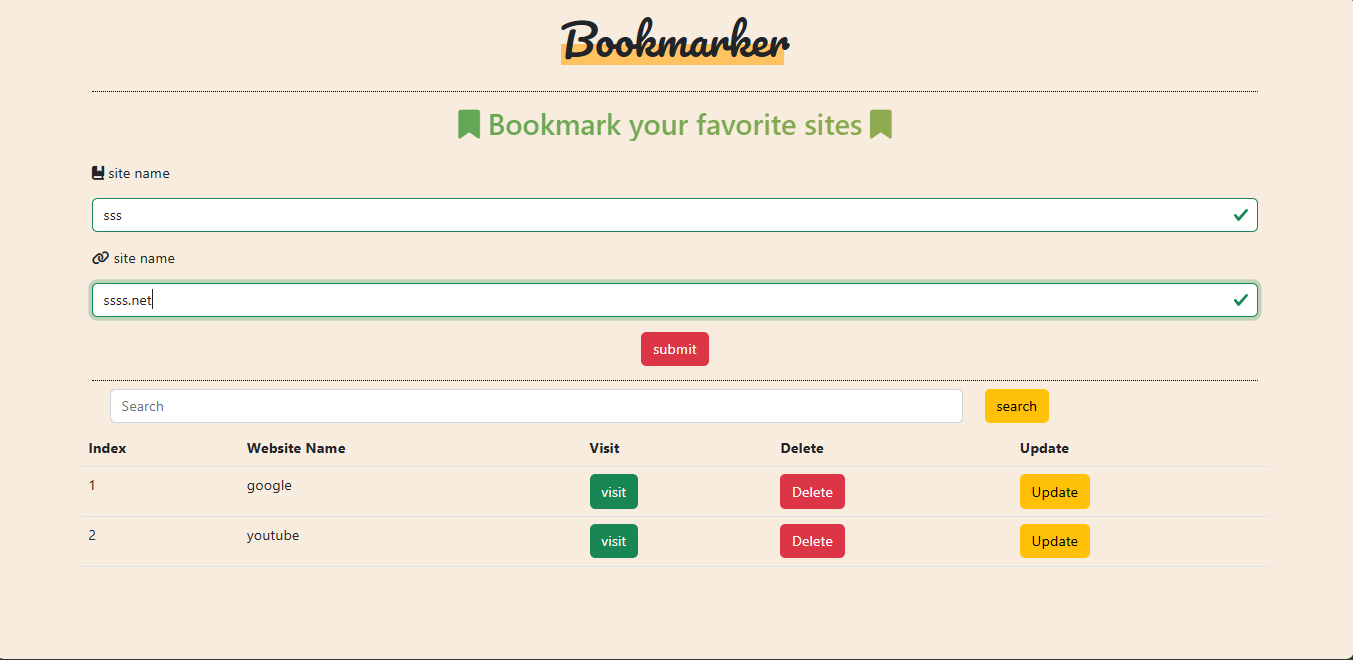 Bookmarker
Bookmark your favorite sites
site name
sss
site name
ssss.net
submit
Search search
Index Website Name Visit Delete Update
1 google visit Delete Update
2 youtube visit Delete Update